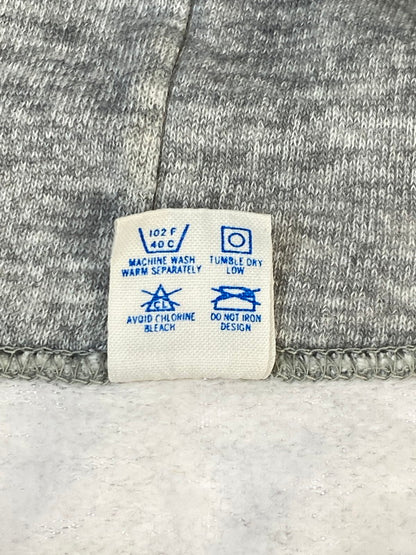 102 F
40 C
MACHINE WASH
WARM SEPARATELY
TUMBLE DRY
LOW
CL
AVOID CHLORINE
BLEACH
DO NOT IRON
DESIGN